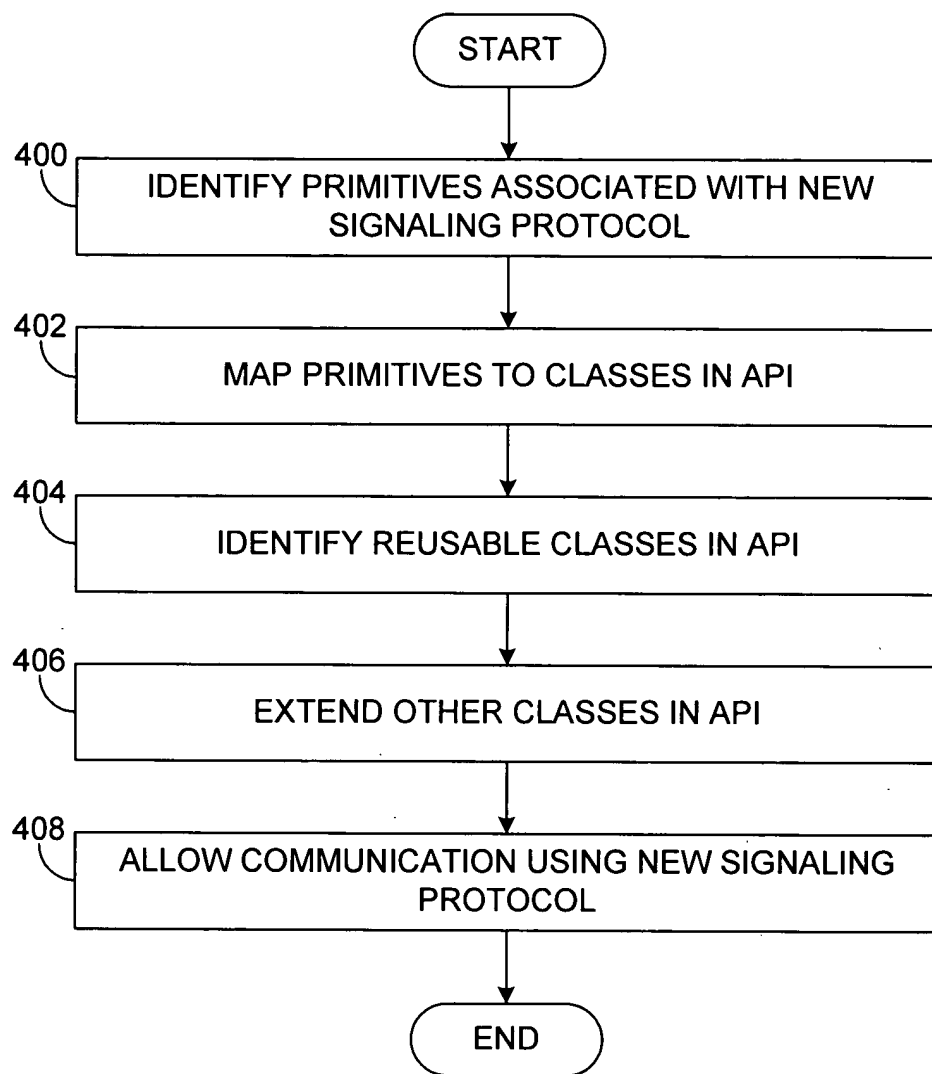 START
400
IDENTIFY PRIMITIVES ASSOCIATED WITH NEW
SIGNALING PROTOCOL
402
MAP PRIMITIVES TO CLASSES IN API
404
IDENTIFY REUSABLE CLASSES IN API
406
EXTEND OTHER CLASSES IN API
408
ALLOW COMMUNICATION USING NEW SIGNALING
PROTOCOL
END